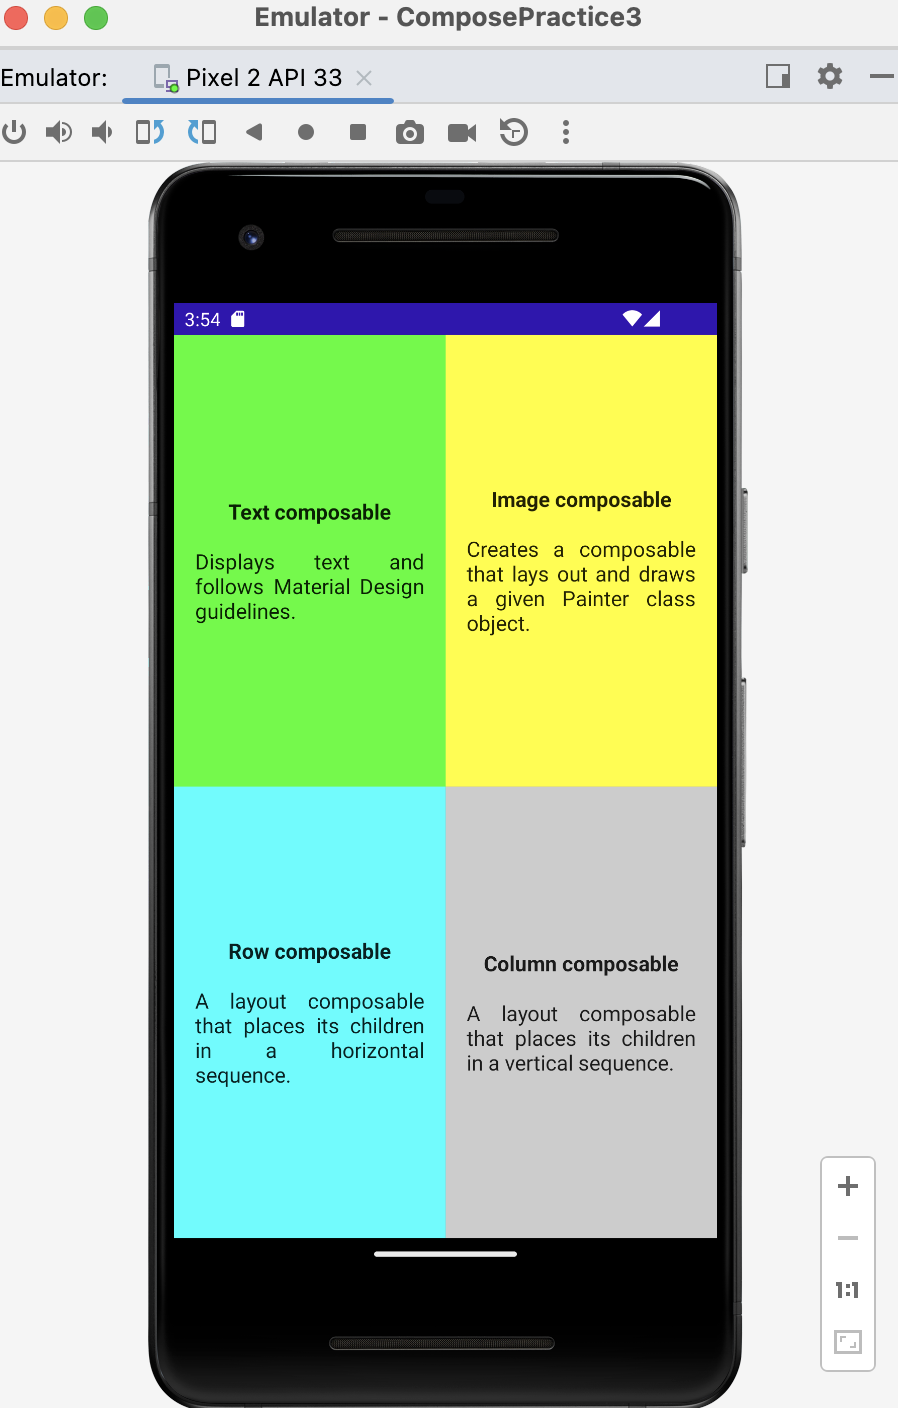 Emulator - ComposePractice3
Emulator:
Pixel 2 API 33
3:54
Text composable
Displays text and
follows Material Design
guidelines.
Image composable
Creates a composable
that lays out and draws
a given Painter class
object.
Row composable
A layout composable
that places its children
in a horizontal
sequence.
Column composable
A layout composable
that places its children
in a vertical sequence.
1:1